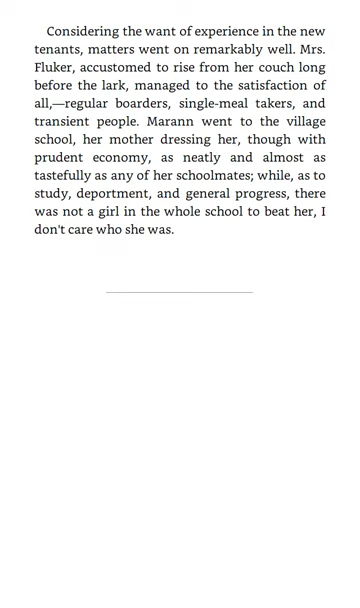 Considering the want of experience in the new
tenants, matters went on remarkably well. Mrs.
Fluker, accustomed to rise from her couch long
before the lark, managed to the satisfaction of
all,—regular boarders, single-meal takers, and
transient people. Marann went to the village
school, her mother dressing her, though with
prudent economy, as neatly and almost as
tastefully as any of her schoolmates; while, as to
study, deportment, and general progress, there
was not a girl in the whole school to beat her, I
don't care who she was.